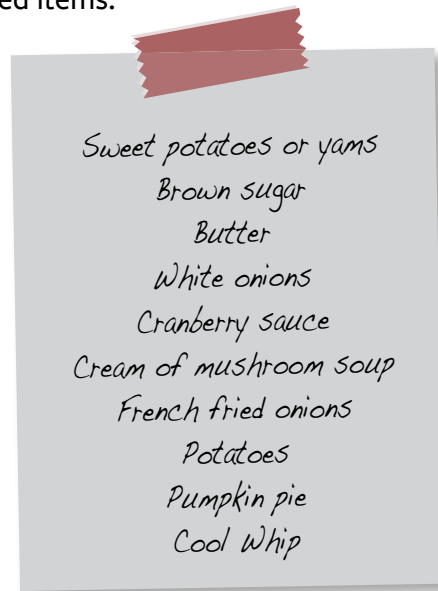 ed items.
Sweet potatoes or yams
Brown sugar
Butter
White onions
Cranberry sauce
Cream of mushroom soup
French fried onions
Potatoes
Pumpkin pie
Cool Whip